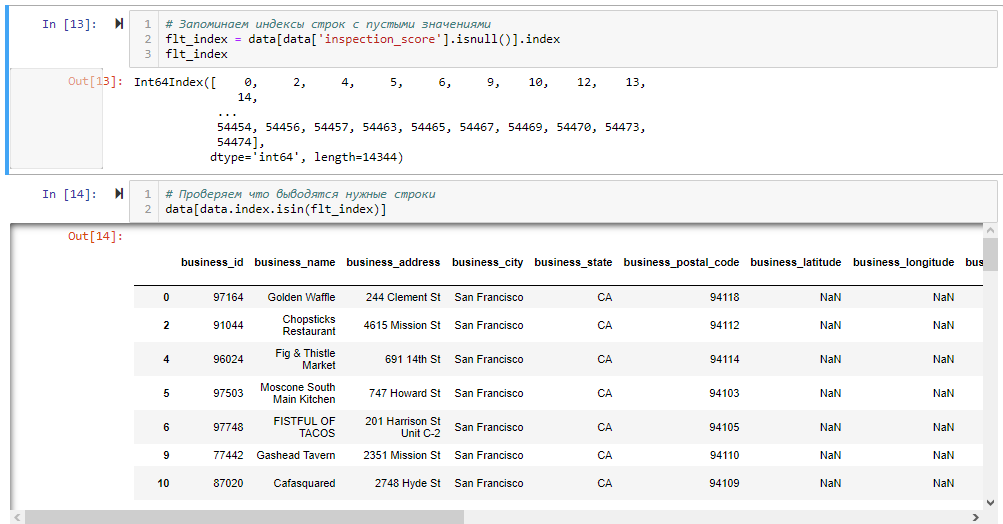 In [13]:
1 # Запоминаем индексы строк с пустыми значениями
2 flt_index = data[data['inspection_score'].isnull()].index
3 flt_index
Out[13]: Int64Index([    0,     2,     4,     5,     6,     9,    10,    12,    13,
14,
...
54454, 54456, 54457, 54463, 54465, 54467, 54469, 54470, 54473,
54474],
dtype='int64', length=14344)
In [14]:
1 # Проверяем что выводятся нужные строки
2 data[data.index.isin(flt_index)]
Out[14]:
business_id business_name business_address business_city business_state business_postal_code business_latitude business_longitude bus
0 97164 Golden Waffle 244 Clement St San Francisco CA 94118 NaN NaN
2 91044 Chopsticks Restaurant 4615 Mission St San Francisco CA 94112 NaN NaN
4 96024 Fig & Thistle Market 691 14th St San Francisco CA 94114 NaN NaN
5 97503 Moscone South Main Kitchen 747 Howard St San Francisco CA 94103 NaN NaN
6 97748 FISTFUL OF TACOS 201 Harrison St Unit C-2 San Francisco CA 94105 NaN NaN
9 77442 Gashead Tavern 2351 Mission St San Francisco CA 94110 NaN NaN
10 87020 Cafasquared 2748 Hyde St San Francisco CA 94109 NaN NaN